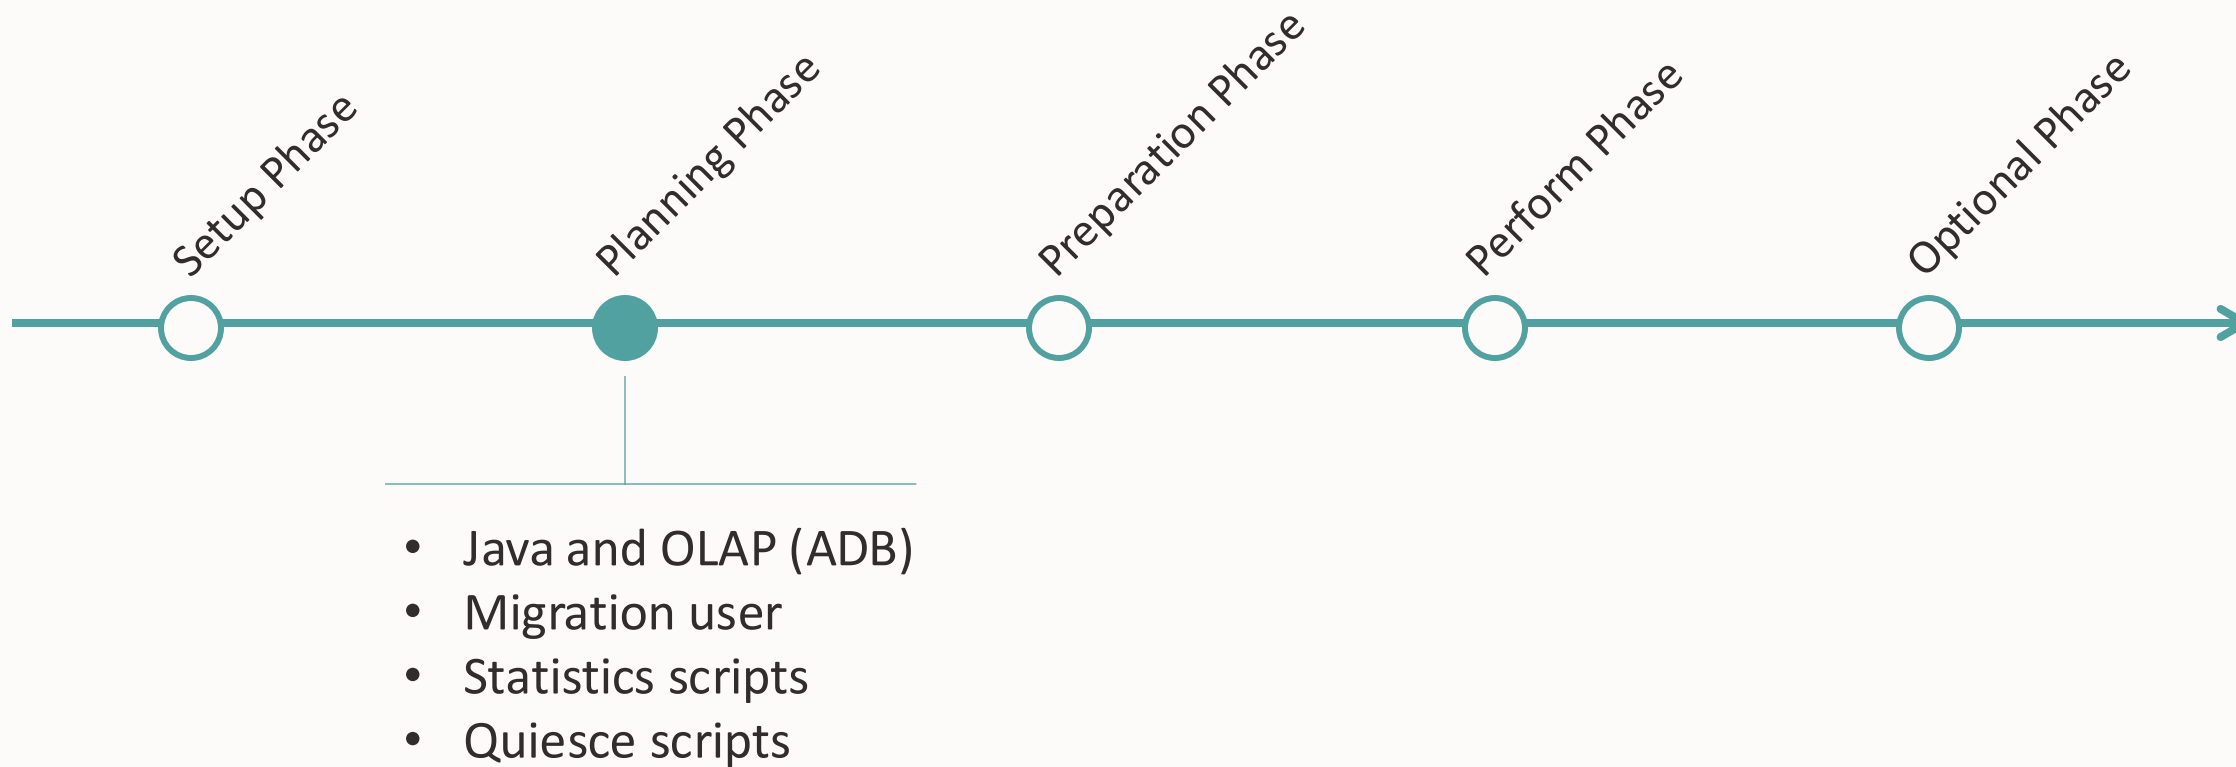 Setup Phase
Planning Phase
Preparation Phase
Perform Phase
Optional Phase
• Java and OLAP (ADB)
• Migration user
• Statistics scripts
• Quiesce scripts